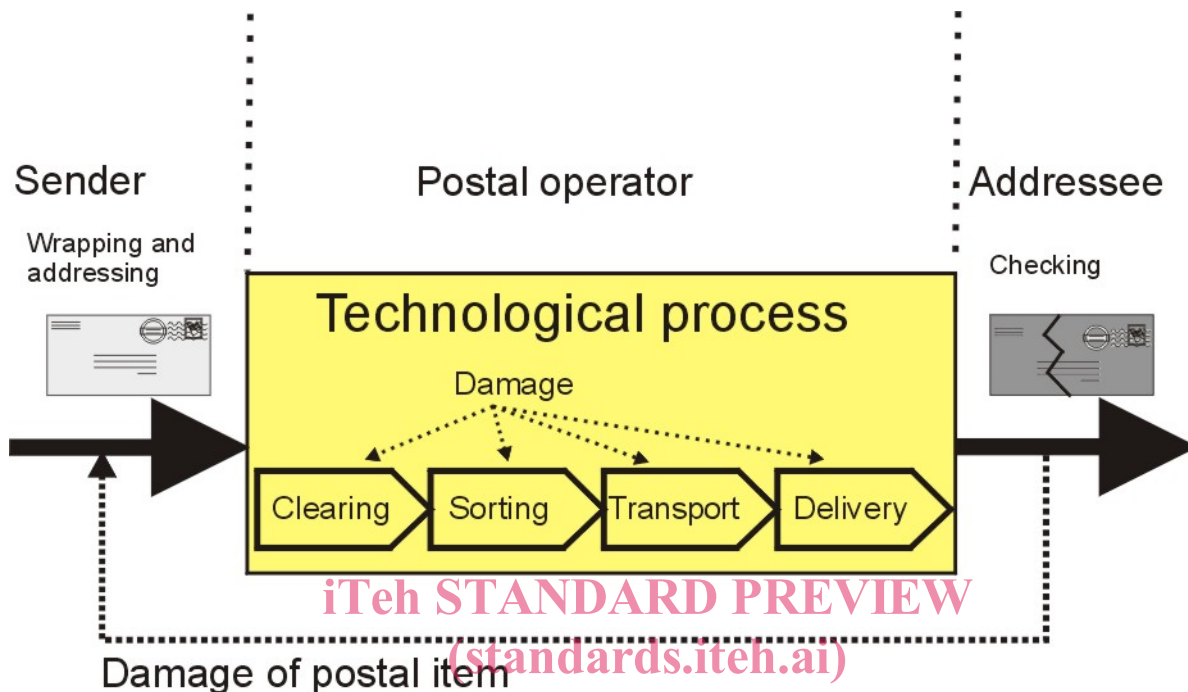 Sender
Postal operator
Addressee
Wrapping and
addressing
Checking
Technological process
Damage
Clearing
Sorting
Transport
Delivery
iTeh STANDARD PREVIEW
(standards.iteh.ai)
Damage of postal item